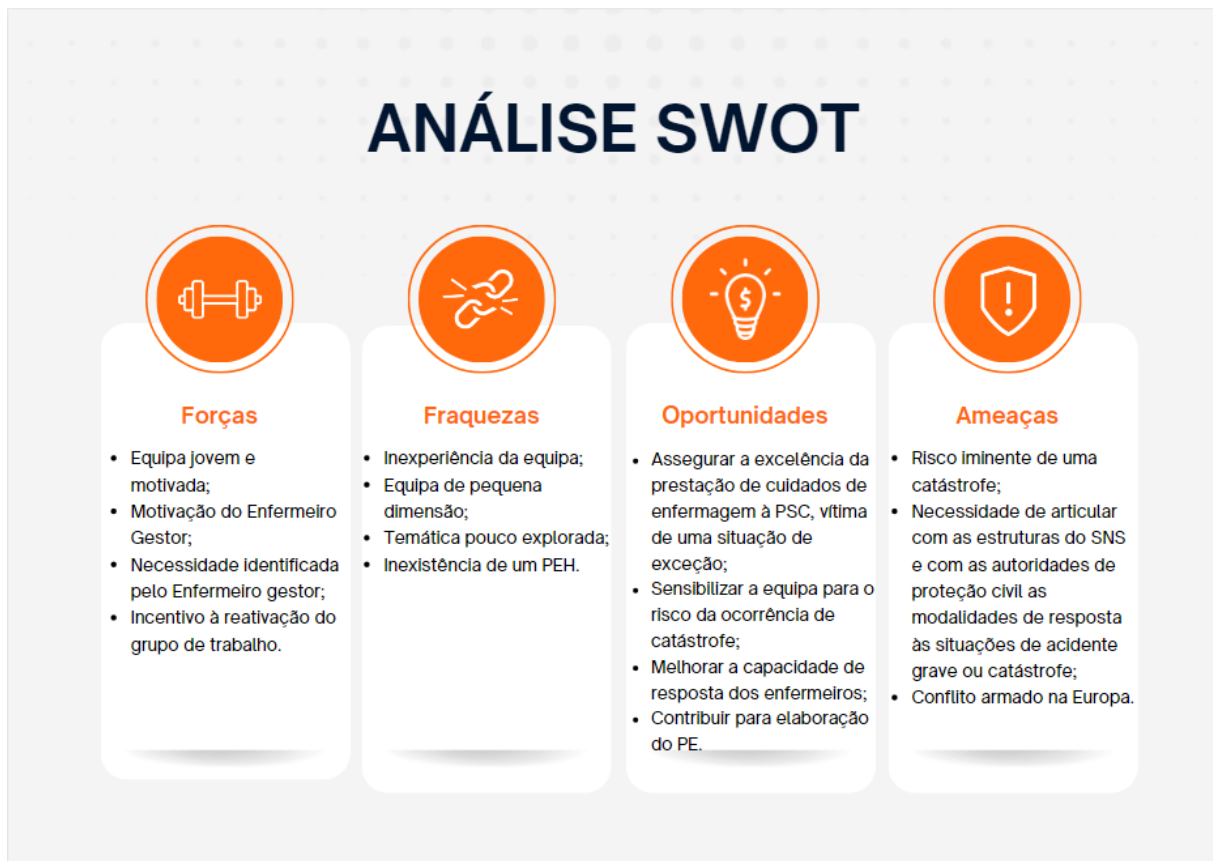 ANÁLISE SWOT
Forças
• Equipa jovem e
motivada;
• Motivação do Enfermeiro
Gestor;
• Necessidade identificada
pelo Enfermeiro gestor;
• Incentivo à reativação do
grupo de trabalho.
Fraquezas
• Inexperiência da equipa;
• Equipa de pequena
dimensão;
• Temática pouco explorada;
• Inexistência de um PEH.
$
Oportunidades
• Assegurar a excelência da
prestação de cuidados de
enfermagem à PSC, vítima
de uma situação de
exceção;
• Sensibilizar a equipa para o
risco da ocorrência de
catástrofe;
• Melhorar a capacidade de
resposta dos enfermeiros;
• Contribuir para elaboração
do PE.
!
Ameaças
• Risco iminente de uma
catástrofe;
• Necessidade de articular
com as estruturas do SNS
e com as autoridades de
proteção civil as
modalidades de resposta
às situações de acidente
grave ou catástrofe;
• Conflito armado na Europa.